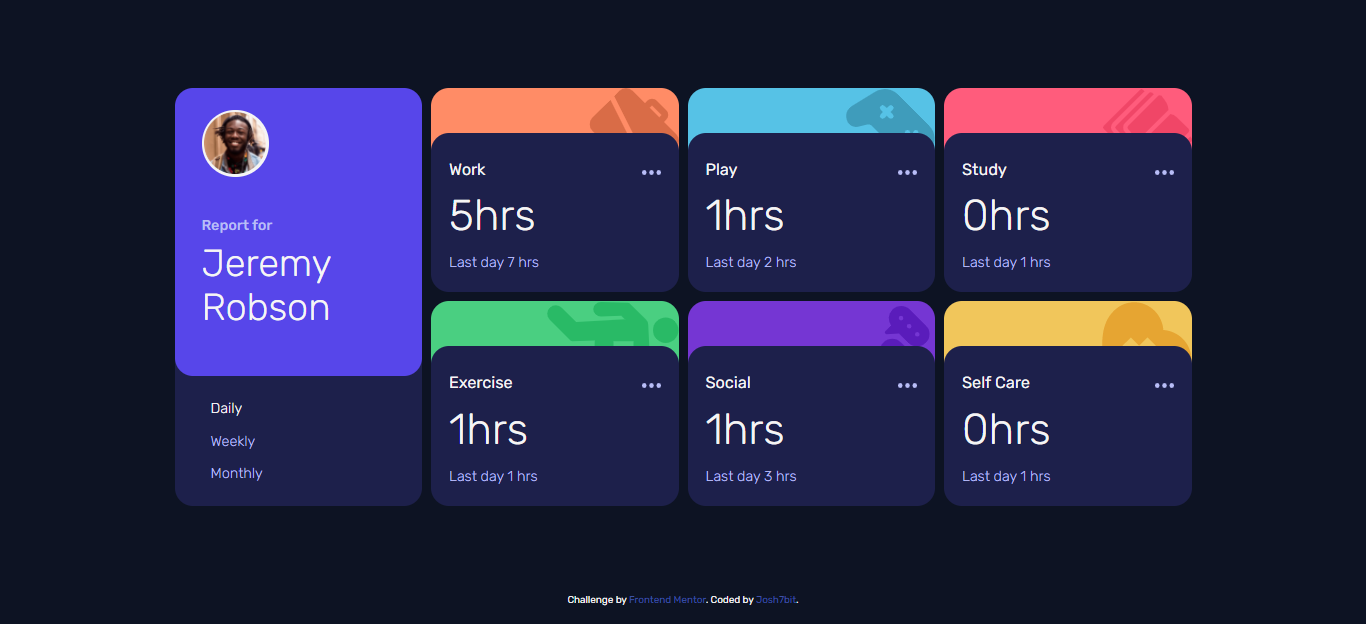 Report for
Jeremy
Robson
Daily
Weekly
Monthly
Work
5hrs
Last day 7 hrs
Play
1hrs
Last day 2 hrs
Study
0hrs
Last day 1 hrs
Exercise
1hrs
Last day 1 hrs
Social
1hrs
Last day 3 hrs
Self Care
0hrs
Last day 1 hrs
Challenge by Frontend Mentor. Coded by Josh7bit.